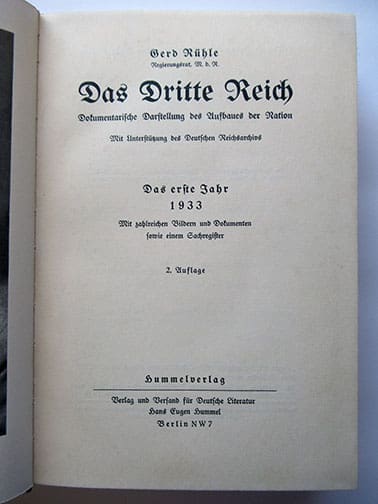 Gerd Rühle
Regierungsrat, M. d. R.
Das Dritte Reich
Dokumentarische Darstellung des Aufbaues der Nation
Mit Unterstützung des Deutschen Reichsarchivs
Das erste Jahr
1933
Mit zahlreichen Bildern und Dokumenten
sowie einem Sachregister
2. Auflage
Hummelverlag
Verlag und Versand für Deutsche Literatur
Hans Eugen Hummel
Berlin NW 7